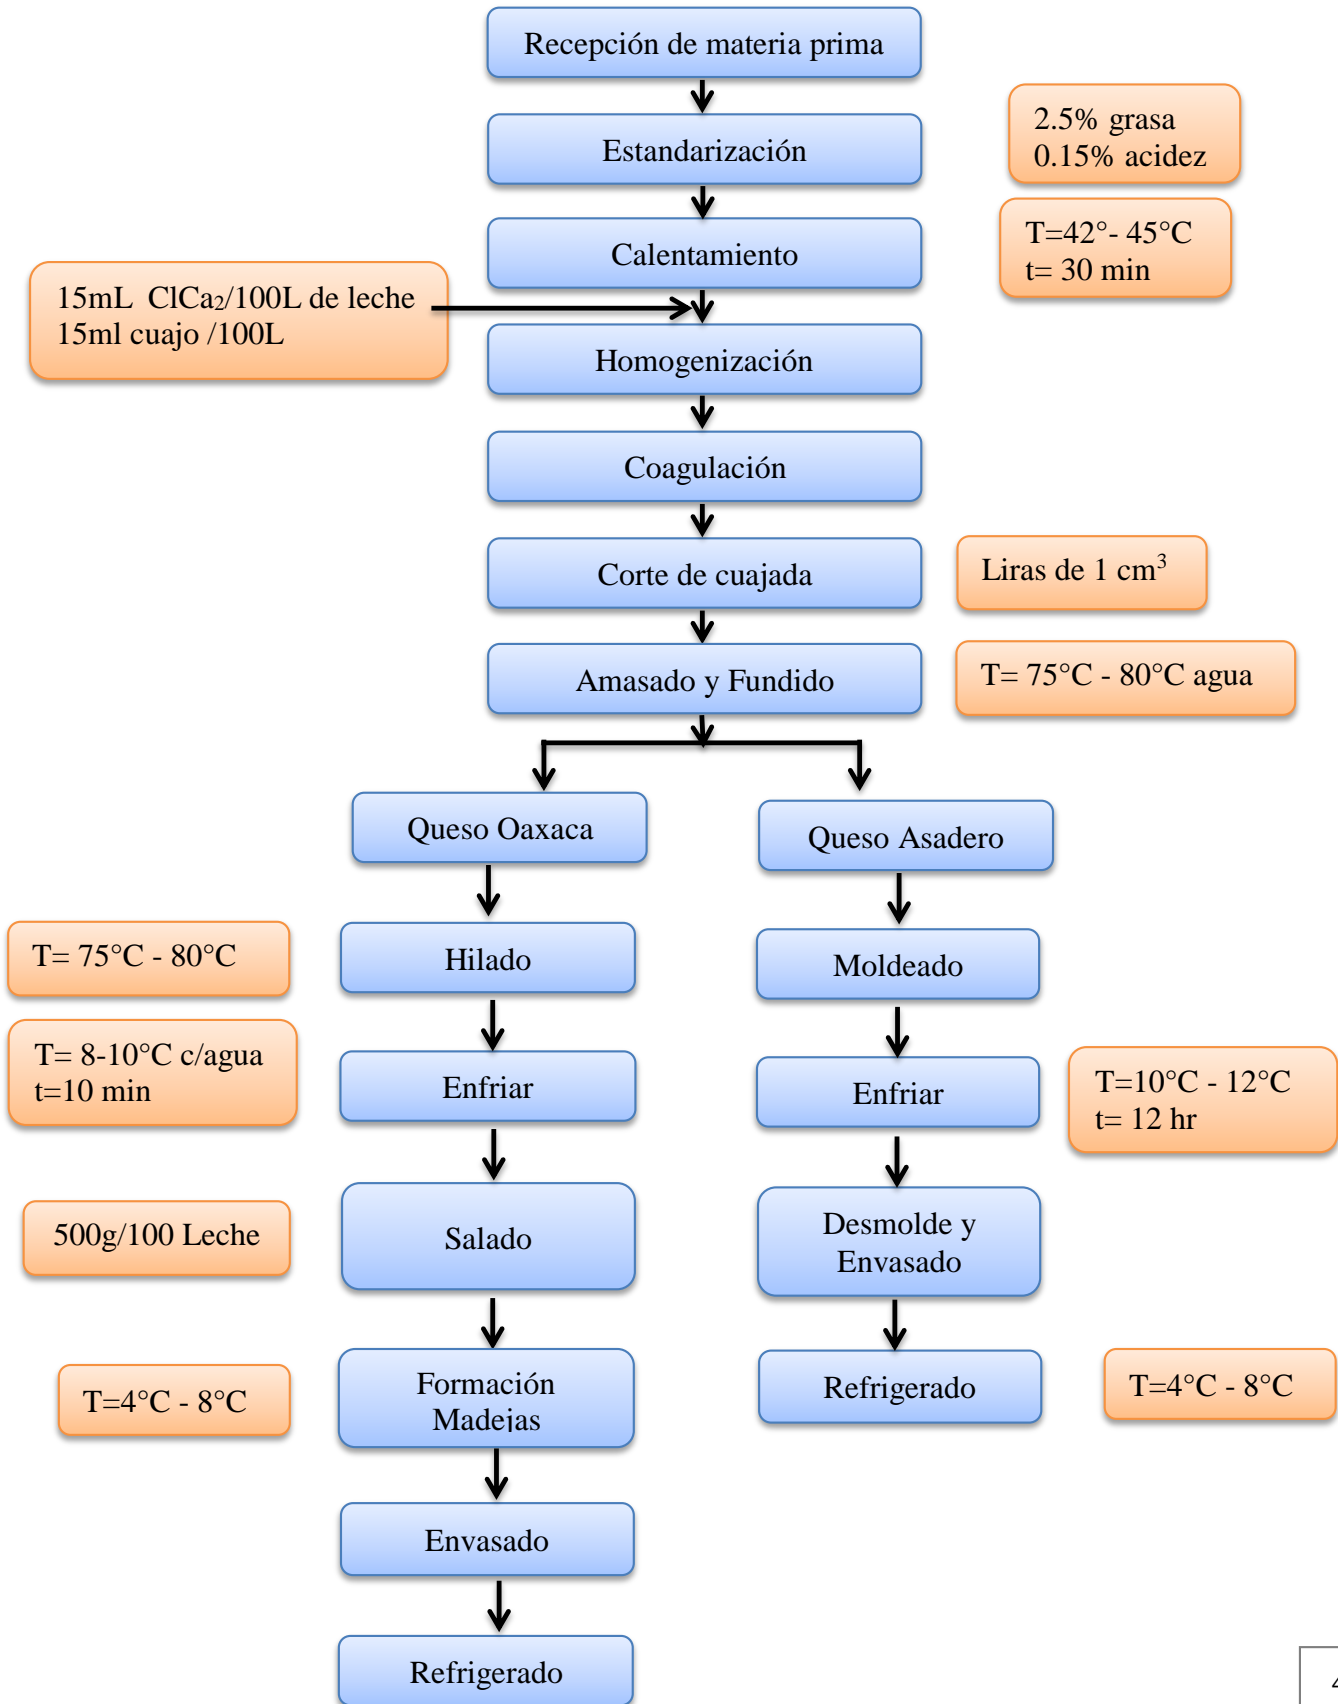 Recepción de materia prima
2.5% grasa
0.15% acidez
Estandarización
T=42°- 45°C
t= 30 min
Calentamiento
15mL  ClCa₂/100L de leche
15ml cuajo /100L
Homogenización
Coagulación
Corte de cuajada
Liras de 1 cm³
Amasado y Fundido
T= 75°C - 80°C agua
Queso Oaxaca
Queso Asadero
T= 75°C - 80°C
Hilado
Moldeado
T= 8-10°C c/agua
t=10 min
Enfriar
Enfriar
T=10°C - 12°C
t= 12 hr
500g/100 Leche
Salado
Desmolde y
Envasado
T=4°C - 8°C
Formación
Madejas
Refrigerado
T=4°C - 8°C
Envasado
Refrigerado
4